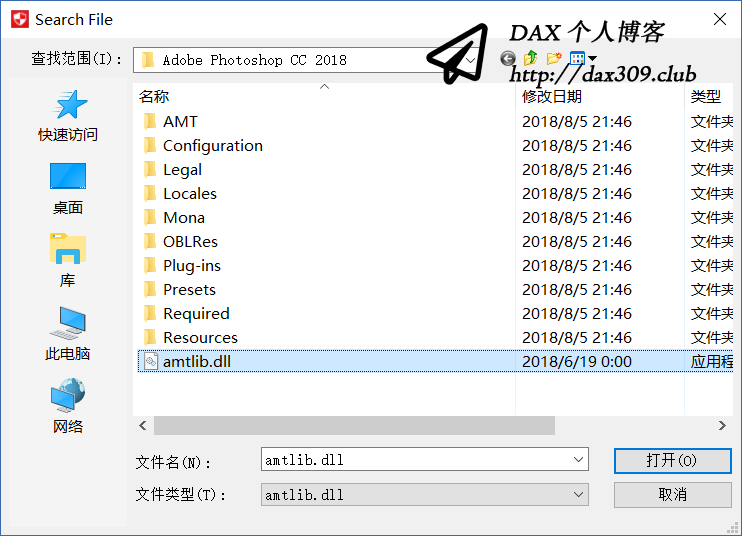 Search File
DAX 个人博客
查找范围(I): Adobe Photoshop CC 2018
http://dax309.club
快速访问
桌面
库
此电脑
网络
名称 修改日期 类型
AMT 2018/8/5 21:46 文件夹
Configuration 2018/8/5 21:46 文件夹
Legal 2018/8/5 21:46 文件夹
Locales 2018/8/5 21:46 文件夹
Mona 2018/8/5 21:46 文件夹
OBLRes 2018/8/5 21:46 文件夹
Plug-ins 2018/8/5 21:46 文件夹
Presets 2018/8/5 21:46 文件夹
Required 2018/8/5 21:46 文件夹
Resources 2018/8/5 21:46 文件夹
amtlib.dll 2018/6/19 0:00 应用程
文件名(N): amtlib.dll 打开(O)
文件类型(T): amtlib.dll 取消